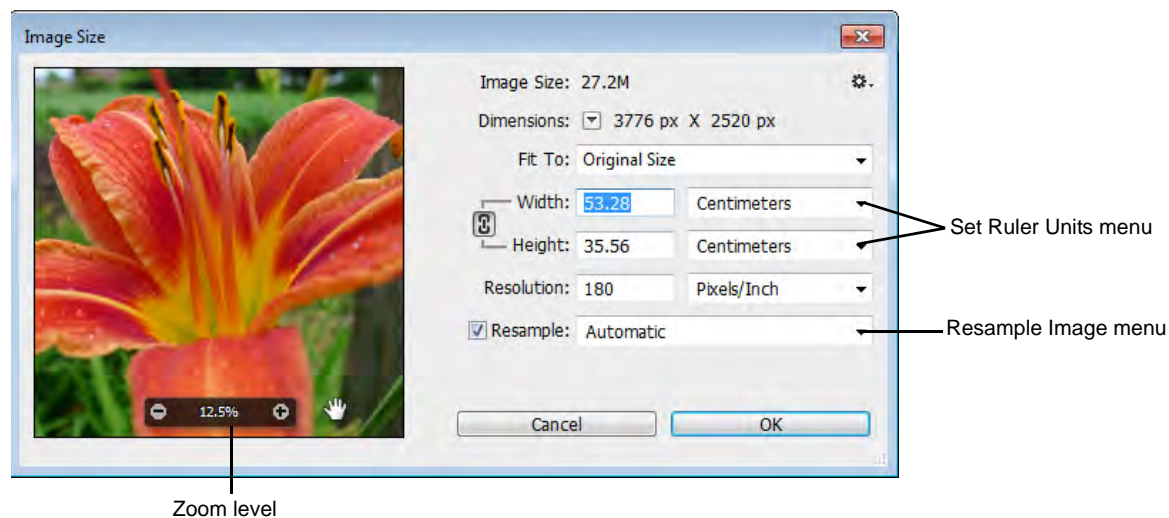 Image Size
Image Size: 27.2M
Dimensions: 3776 px X 2520 px
Fit To: Original Size
Width: 53.28 Centimeters
Height: 35.56 Centimeters
Set Ruler Units menu
Resolution: 180 Pixels/Inch
Resample: Automatic
Resample Image menu
12.5%
Cancel OK
Zoom level